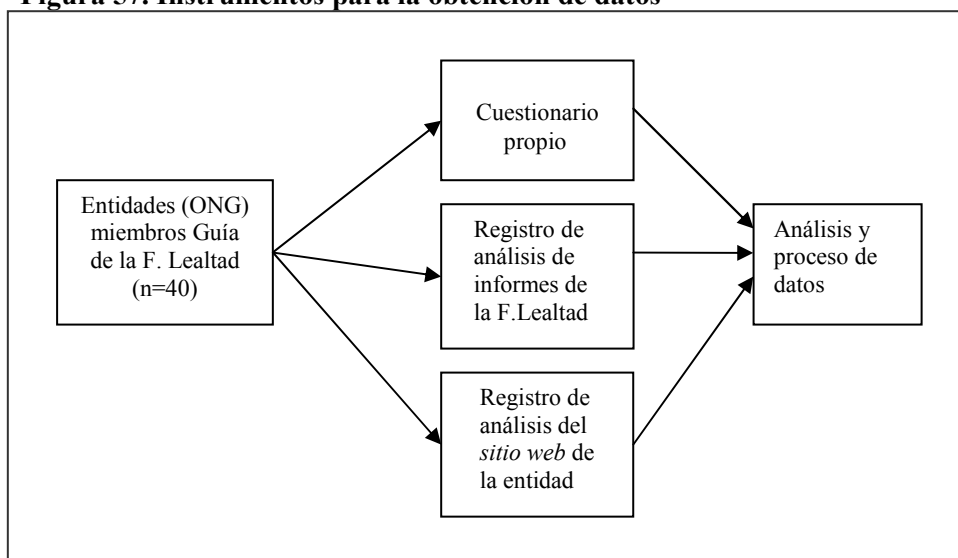 Figura 37. Instrumentos para la obtención de datos
Cuestionario
propio
Entidades (ONG)
miembros Guía
de la F. Lealtad
(n=40)
Registro de
análisis de
informes de
la F.Lealtad
Análisis y
proceso de
datos
Registro de
análisis del
sitio web de
la entidad